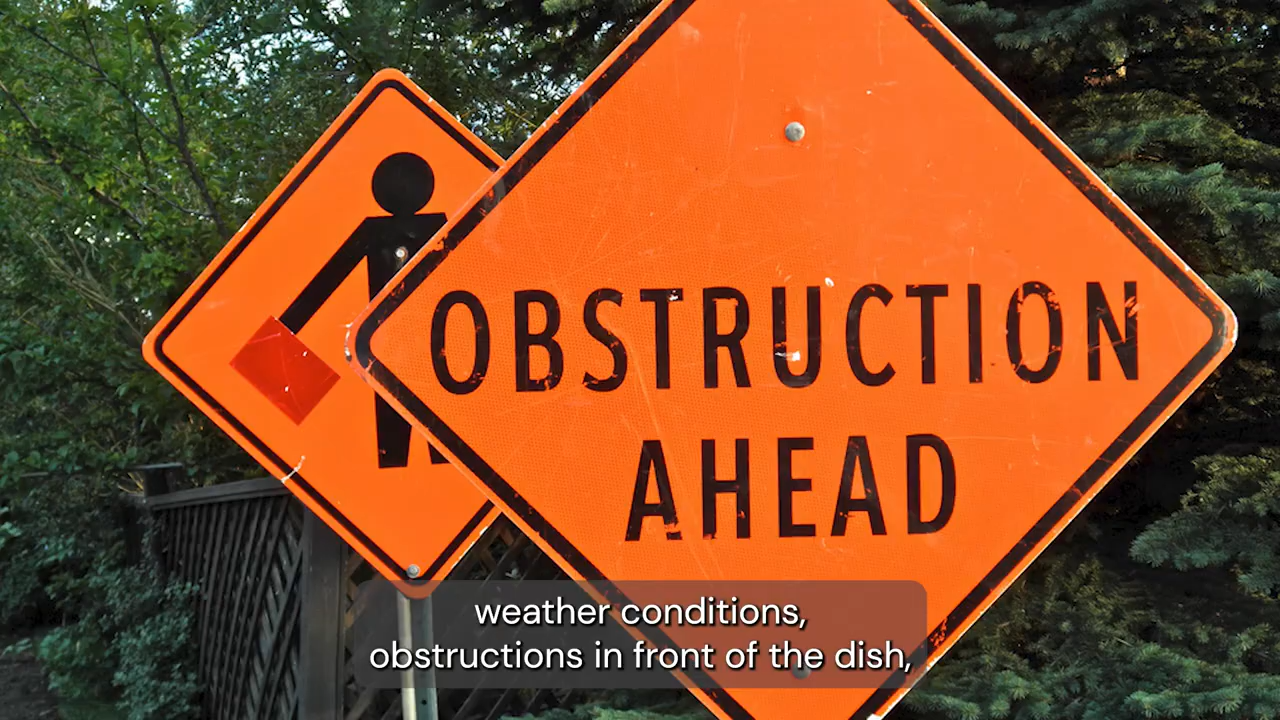 OBSTRUCTION
AHEAD
weather conditions,
obstructions in front of the dish,